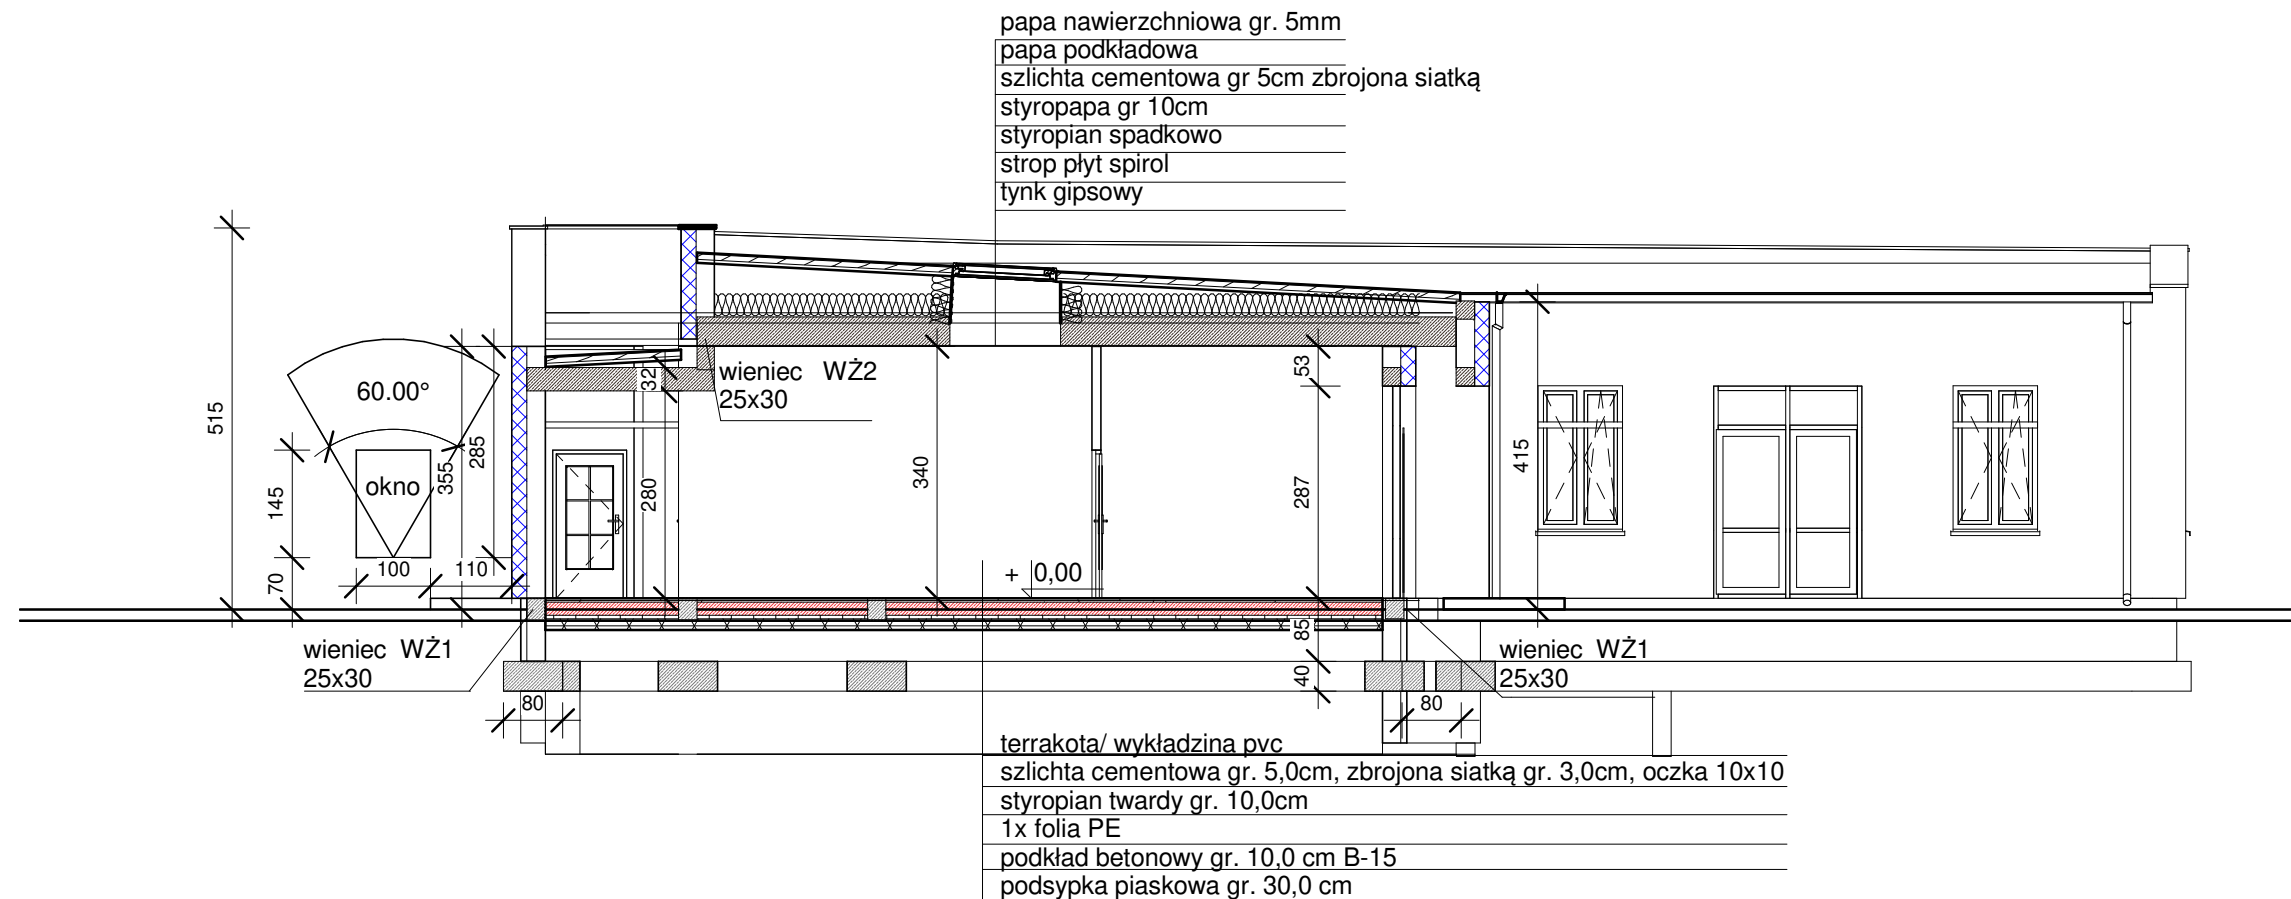 papa nawierzchniowa gr. 5mm
papa podkładowa
szlichta cementowa gr 5cm zbrojona siatką
styropapa gr 10cm
styropian spadkowo
strop płyt spirol
tynk gipsowy
515
60.00°
okno
145
70
100
110
355
285
32
280
wieniec WŻ2
25x30
340
53
287
415
+ 0,00
85
40
wieniec WŻ1
25x30
80
80
wieniec WŻ1
25x30
terrakota/ wykładzina pvc
szlichta cementowa gr. 5,0cm, zbrojona siatką gr. 3,0cm, oczka 10x10
styropian twardy gr. 10,0cm
1x folia PE
podkład betonowy gr. 10,0 cm B-15
podsypka piaskowa gr. 30,0 cm